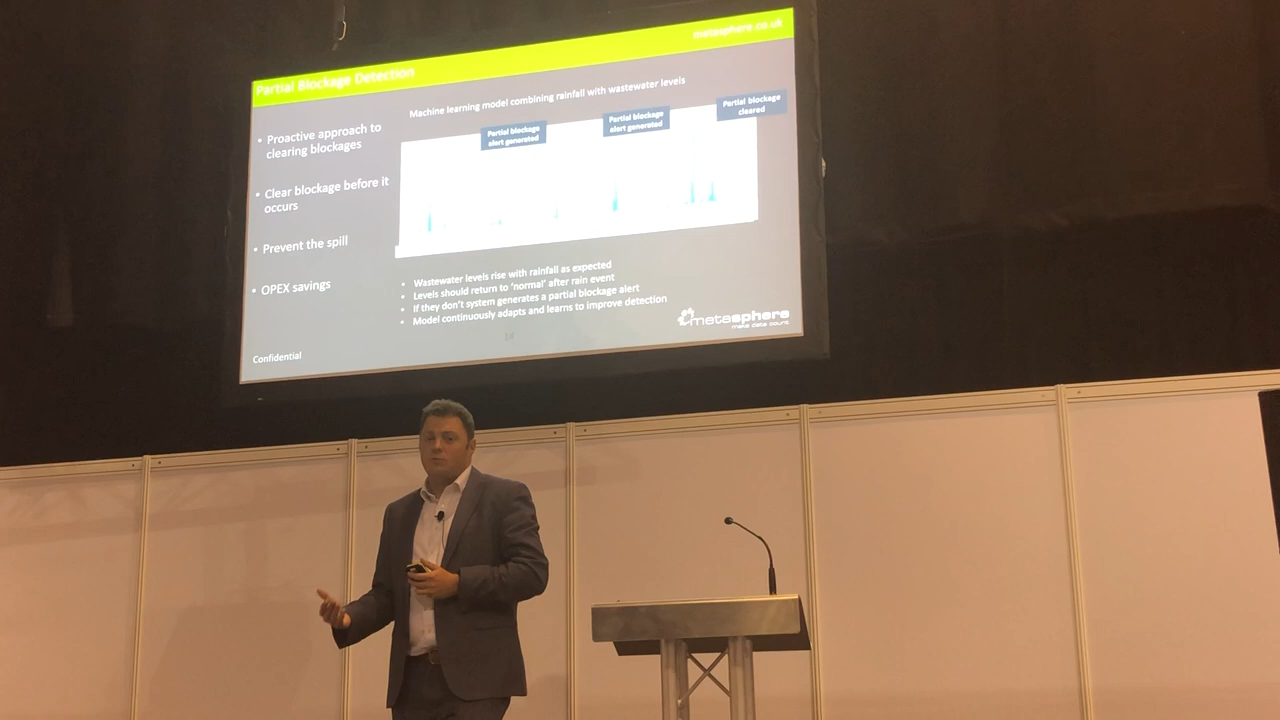 metasphere.co.uk
Partial Blockage Detection
Machine learning model combining rainfall with wastewater levels
• Proactive approach to
clearing blockages
• Clear blockage before it
occurs
• Prevent the spill
• OPEX savings
Partial blockage
alert generated
Partial blockage
alert generated
Partial blockage
cleared
• Wastewater levels rise with rainfall as expected
• Levels should return to 'normal' after rain event
• If they don't system generates a partial blockage alert
• Model continuously adapts and learns to improve detection
metasphere
make data count
Confidential